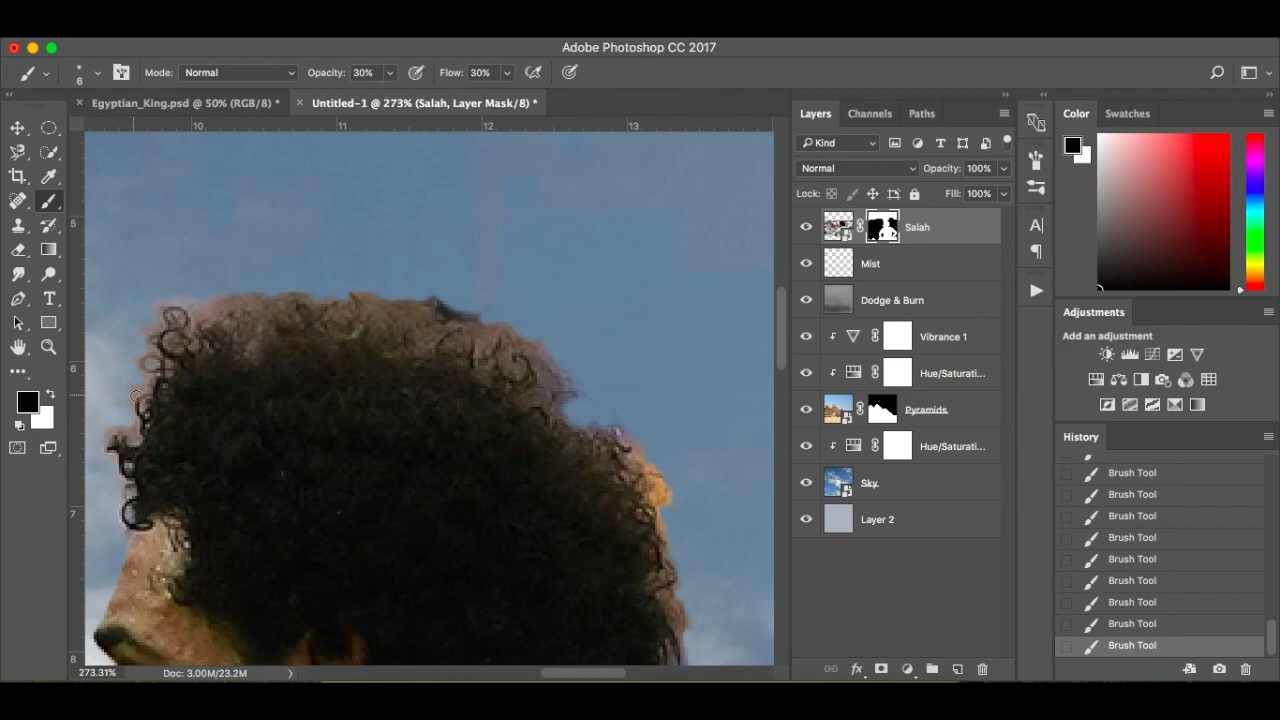 Adobe Photoshop CC 2017
6
Mode: Normal
Opacity: 30%
Flow: 30%
Egyptian_King.psd @ 50% (RGB/8) *
Untitled-1 @ 273% (Salah, Layer Mask/8) *
10
11
12
13
5
6
7
8
Layers
Channels
Paths
Kind
Normal
Opacity: 100%
Lock:
Fill: 100%
Salah
Mist
Dodge & Burn
Vibrance 1
Hue/Saturati...
Pyramids
Hue/Saturati...
Sky
Layer 2
Color
Swatches
Adjustments
Add an adjustment
History
Brush Tool
Brush Tool
Brush Tool
Brush Tool
Brush Tool
Brush Tool
Brush Tool
Brush Tool
Brush Tool
273.31%
Doc: 3.00M/23.2M
fx